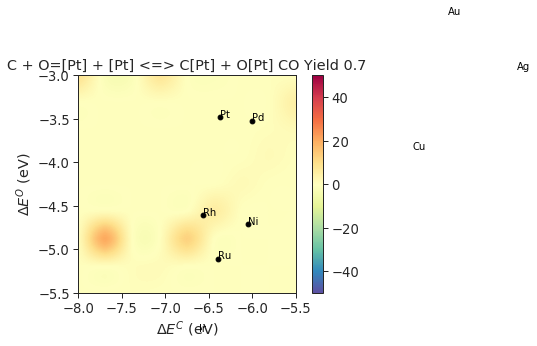 Au
C + O=[Pt] + [Pt] <=> C[Pt] + O[Pt] CO Yield 0.7
Ag
−3.0
−3.5
−4.0
−4.5
−5.0
−5.5
ΔE^O (eV)
Pt
Pd
Cu
Rh
Ni
Ru
40
20
0
−20
−40
−8.0 −7.5 −7.0 −6.5 −6.0 −5.5
ΔE^C (eV)
Ir